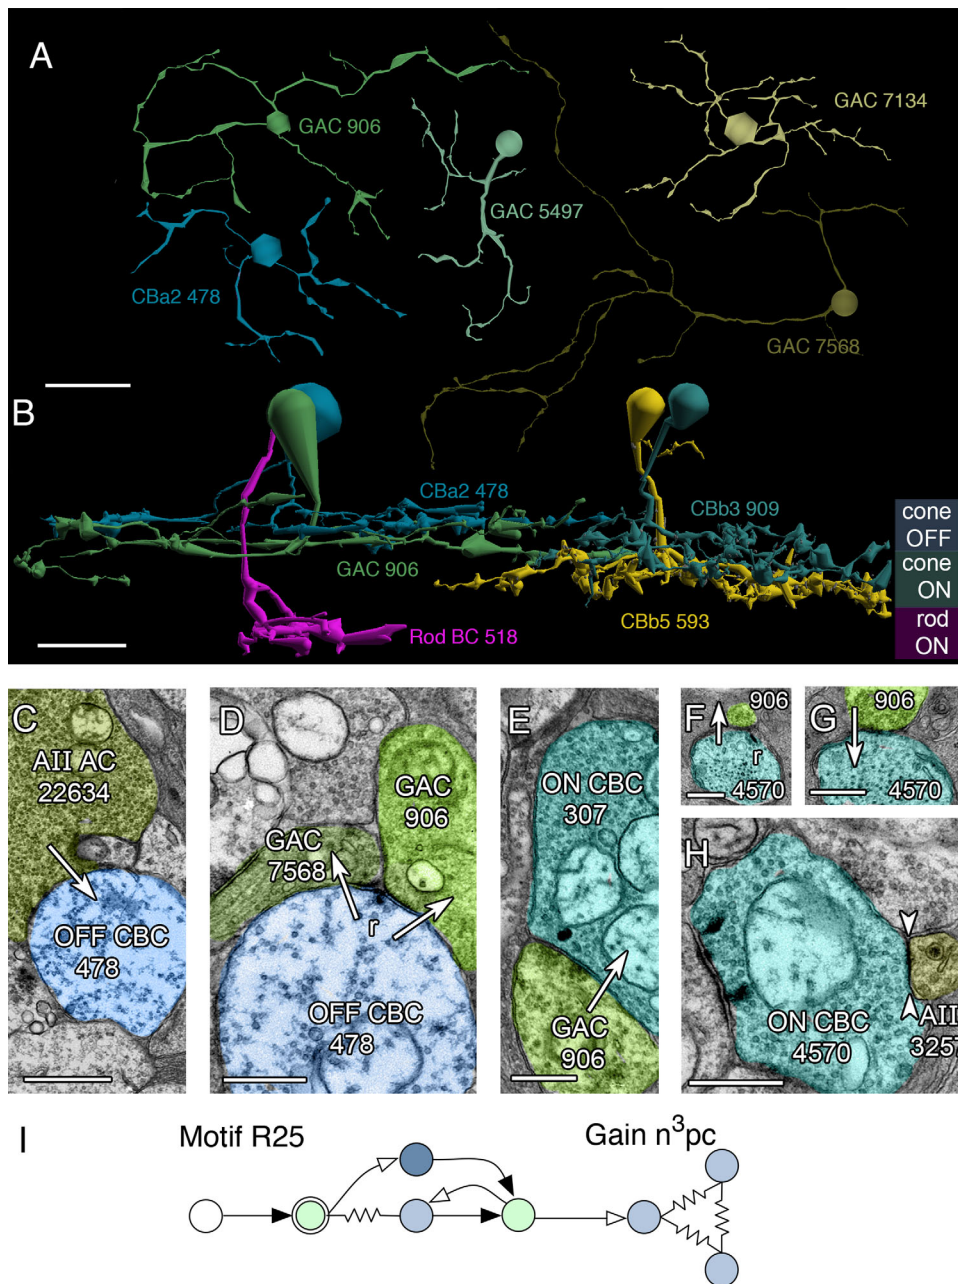 A
GAC 906
GAC 7134
GAC 5497
CBa2 478
GAC 7568
B
CBa2 478
CBb3 909
GAC 906
Rod BC 518
CBb5 593
cone
OFF
cone
ON
rod
ON
C
AII AC
22634
OFF CBC
478
D
GAC
906
GAC
7568
r
OFF CBC
478
E
ON CBC
307
GAC
906
F
906
r
4570
G
906
4570
H
ON CBC
4570
AII
3257
I
Motif R25
Gain n³pc